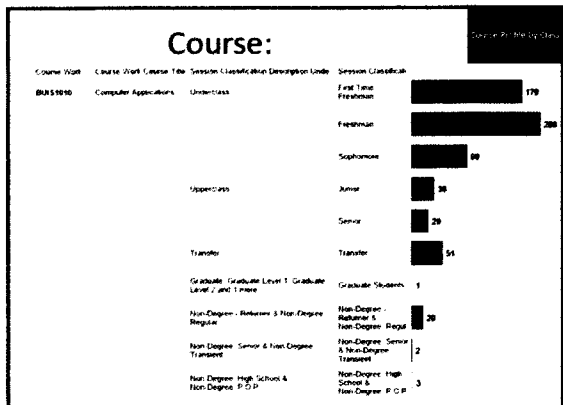 Course:
Course Profile by Class
Course Work Course Work Course Title Session Classification Description Unde Session Classificati
BUIS1010 Computer Applications Underclass First Time
Freshman 179
Freshman
Sophomore
Upperclass Junior
Senior
Transfer Transfer 51
Graduate, Graduate Level 1, Graduate
Level 2 and 1 more Graduate Students 1
Non-Degree - Returner & Non-Degree
Regular
Non-Degree -
Returner &
Non-Degree Regul 20
Non-Degree Senior & Non-Degree
Transient
Non-Degree Senior
& Non-Degree
Transient 2
Non-Degree High School &
Non-Degree P.O.P
Non-Degree High
School &
Non-Degree P.O.P 3